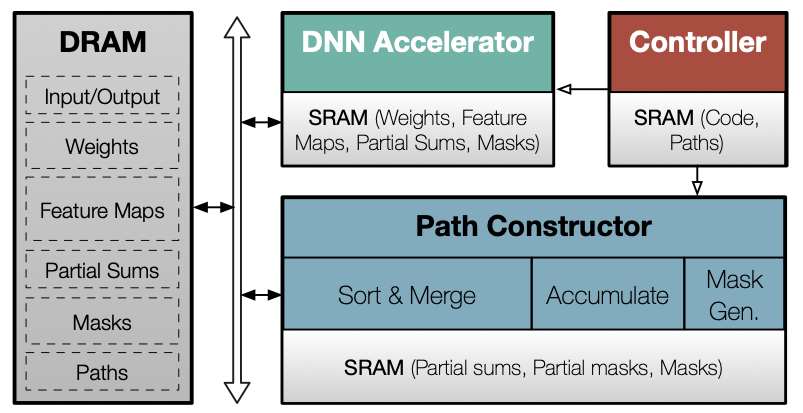 DRAM
Input/Output
Weights
Feature Maps
Partial Sums
Masks
Paths
DNN Accelerator
SRAM (Weights, Feature
Maps, Partial Sums, Masks)
Controller
SRAM (Code,
Paths)
Path Constructor
Sort & Merge
Accumulate
Mask
Gen.
SRAM (Partial sums, Partial masks, Masks)